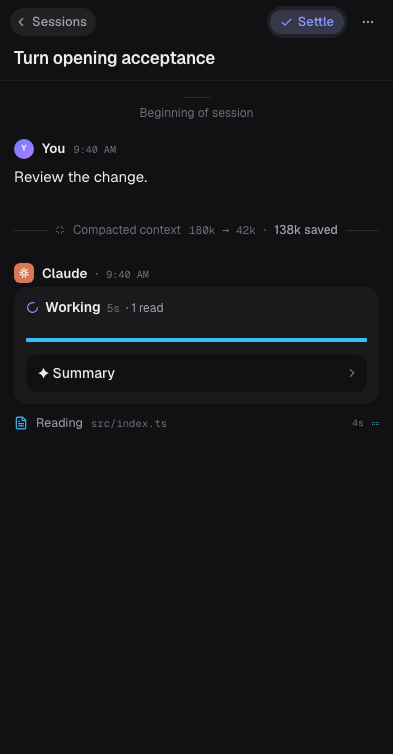 Sessions
Settle
Turn opening acceptance
Beginning of session
Y You 9:40 AM
Review the change.
Compacted context 180k → 42k · 138k saved
Claude · 9:40 AM
Working 5s · 1 read
Summary
Reading src/index.ts 4s